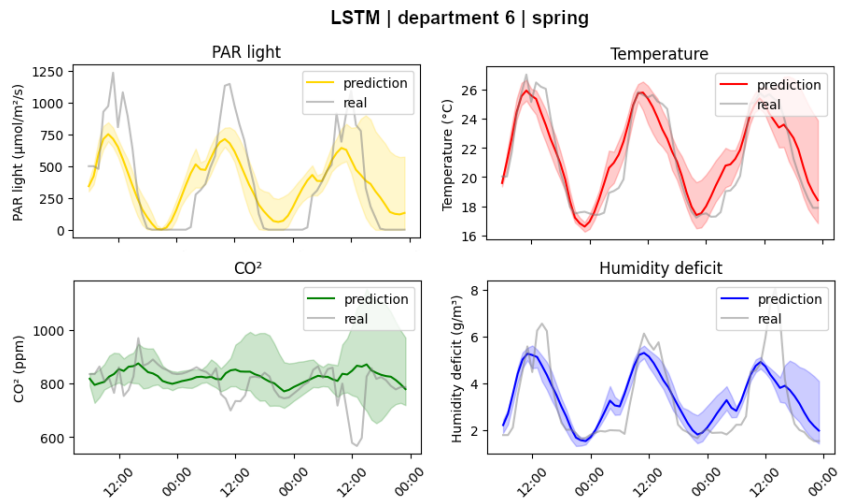 LSTM | department 6 | spring
PAR light
PAR light (μmol/m²/s)
1250
1000
750
500
250
0
prediction
real
Temperature
Temperature (°C)
26
24
22
20
18
16
prediction
real
CO²
CO² (ppm)
1000
800
600
prediction
real
12:00
00:00
12:00
00:00
12:00
00:00
Humidity deficit
Humidity deficit (g/m³)
8
6
4
2
prediction
real
12:00
00:00
12:00
00:00
12:00
00:00